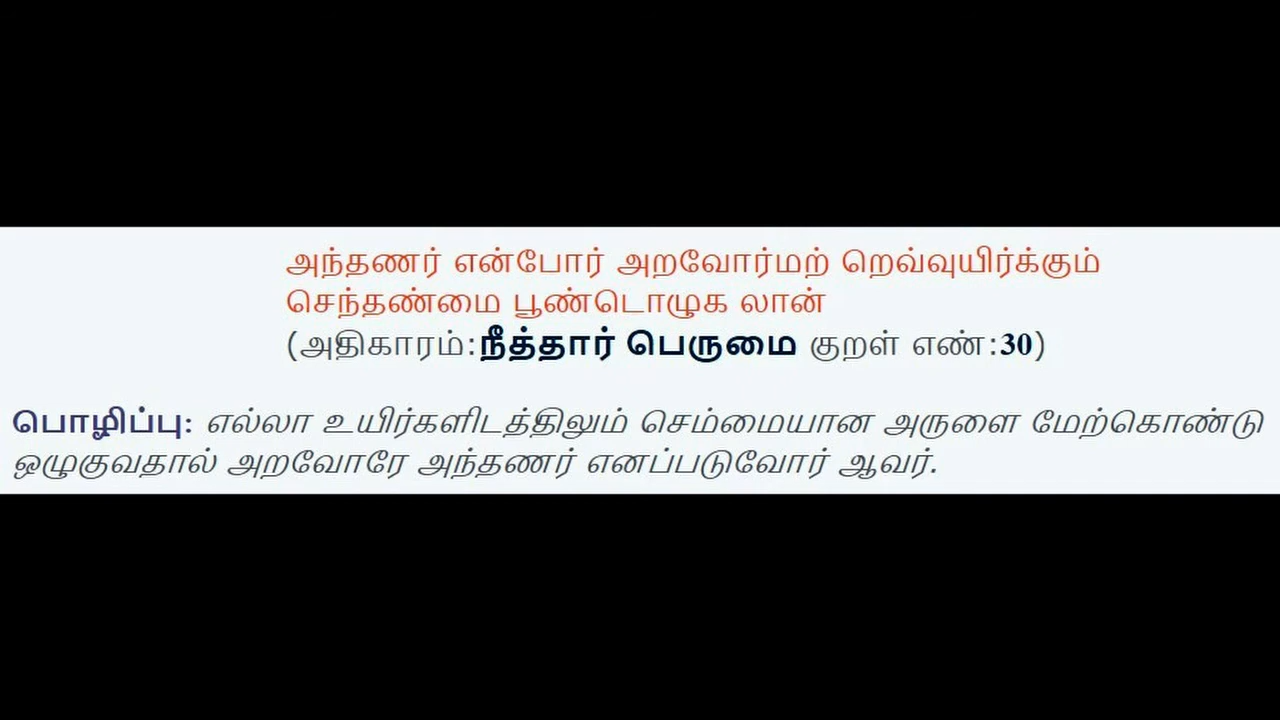 அந்தணர் என்போர் அறவோர்மற் றெவ்வுயிர்க்கும்
செந்தண்மை பூண்டொழுக லான்
(அதிகாரம்:நீத்தார் பெருமை குறள் எண்:30)
பொழிப்பு: எல்லா உயிர்களிடத்திலும் செம்மையான அருளை மேற்கொண்டு
ஒழுகுவதால் அறவோரே அந்தணர் எனப்படுவோர் ஆவர்.